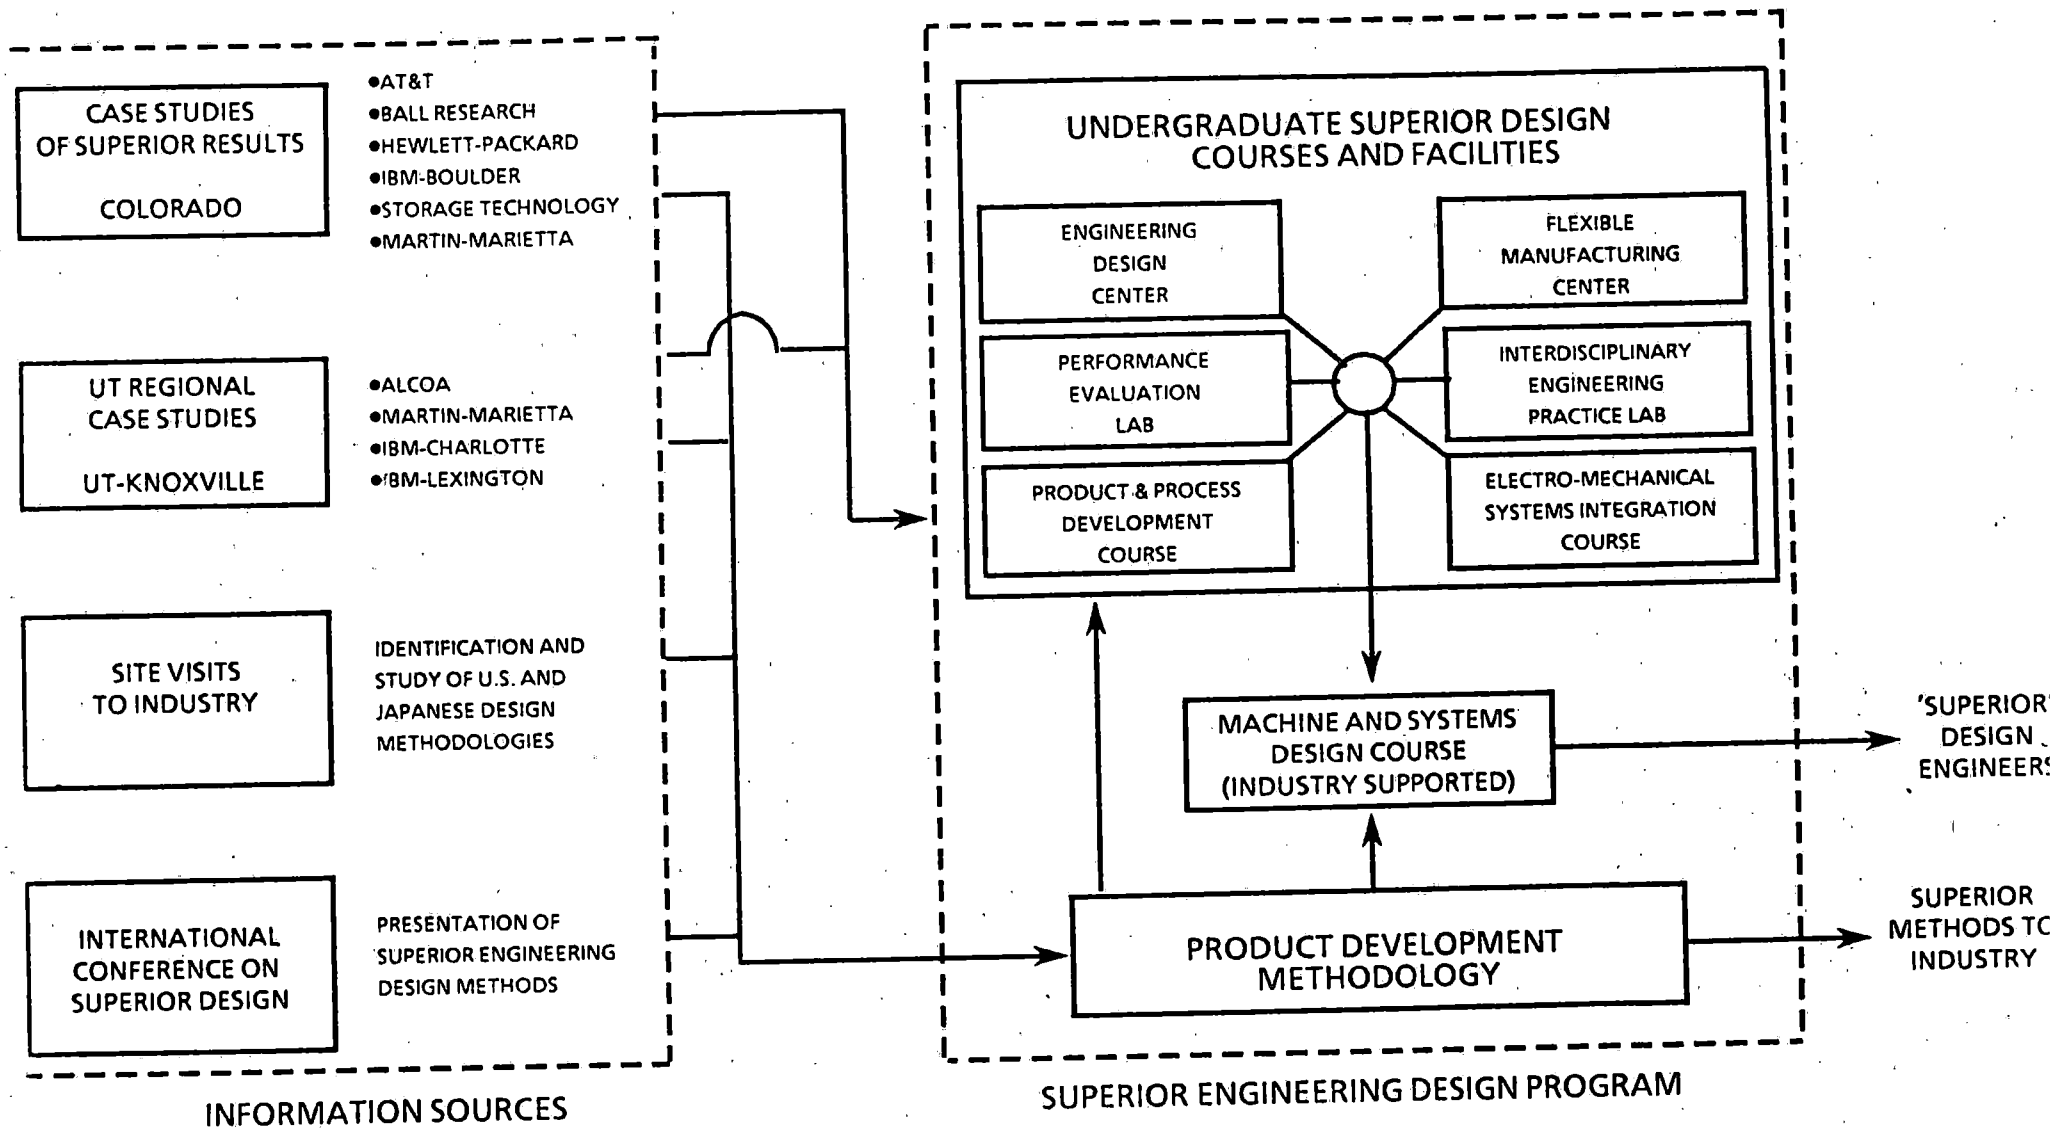 CASE STUDIES
OF SUPERIOR RESULTS
COLORADO
●AT&T
●BALL RESEARCH
●HEWLETT-PACKARD
●IBM-BOULDER
●STORAGE TECHNOLOGY
●MARTIN-MARIETTA
UT REGIONAL
CASE STUDIES
UT-KNOXVILLE
●ALCOA
●MARTIN-MARIETTA
●IBM-CHARLOTTE
●IBM-LEXINGTON
SITE VISITS
TO INDUSTRY
IDENTIFICATION AND
STUDY OF U.S. AND
JAPANESE DESIGN
METHODOLOGIES
INTERNATIONAL
CONFERENCE ON
SUPERIOR DESIGN
PRESENTATION OF
SUPERIOR ENGINEERING
DESIGN METHODS
INFORMATION SOURCES
UNDERGRADUATE SUPERIOR DESIGN
COURSES AND FACILITIES
ENGINEERING
DESIGN
CENTER
FLEXIBLE
MANUFACTURING
CENTER
PERFORMANCE
EVALUATION
LAB
INTERDISCIPLINARY
ENGINEERING
PRACTICE LAB
PRODUCT & PROCESS
DEVELOPMENT
COURSE
ELECTRO-MECHANICAL
SYSTEMS INTEGRATION
COURSE
MACHINE AND SYSTEMS
DESIGN COURSE
(INDUSTRY SUPPORTED)
PRODUCT DEVELOPMENT
METHODOLOGY
SUPERIOR ENGINEERING DESIGN PROGRAM
'SUPERIOR'
DESIGN
ENGINEERS
SUPERIOR
METHODS TO
INDUSTRY